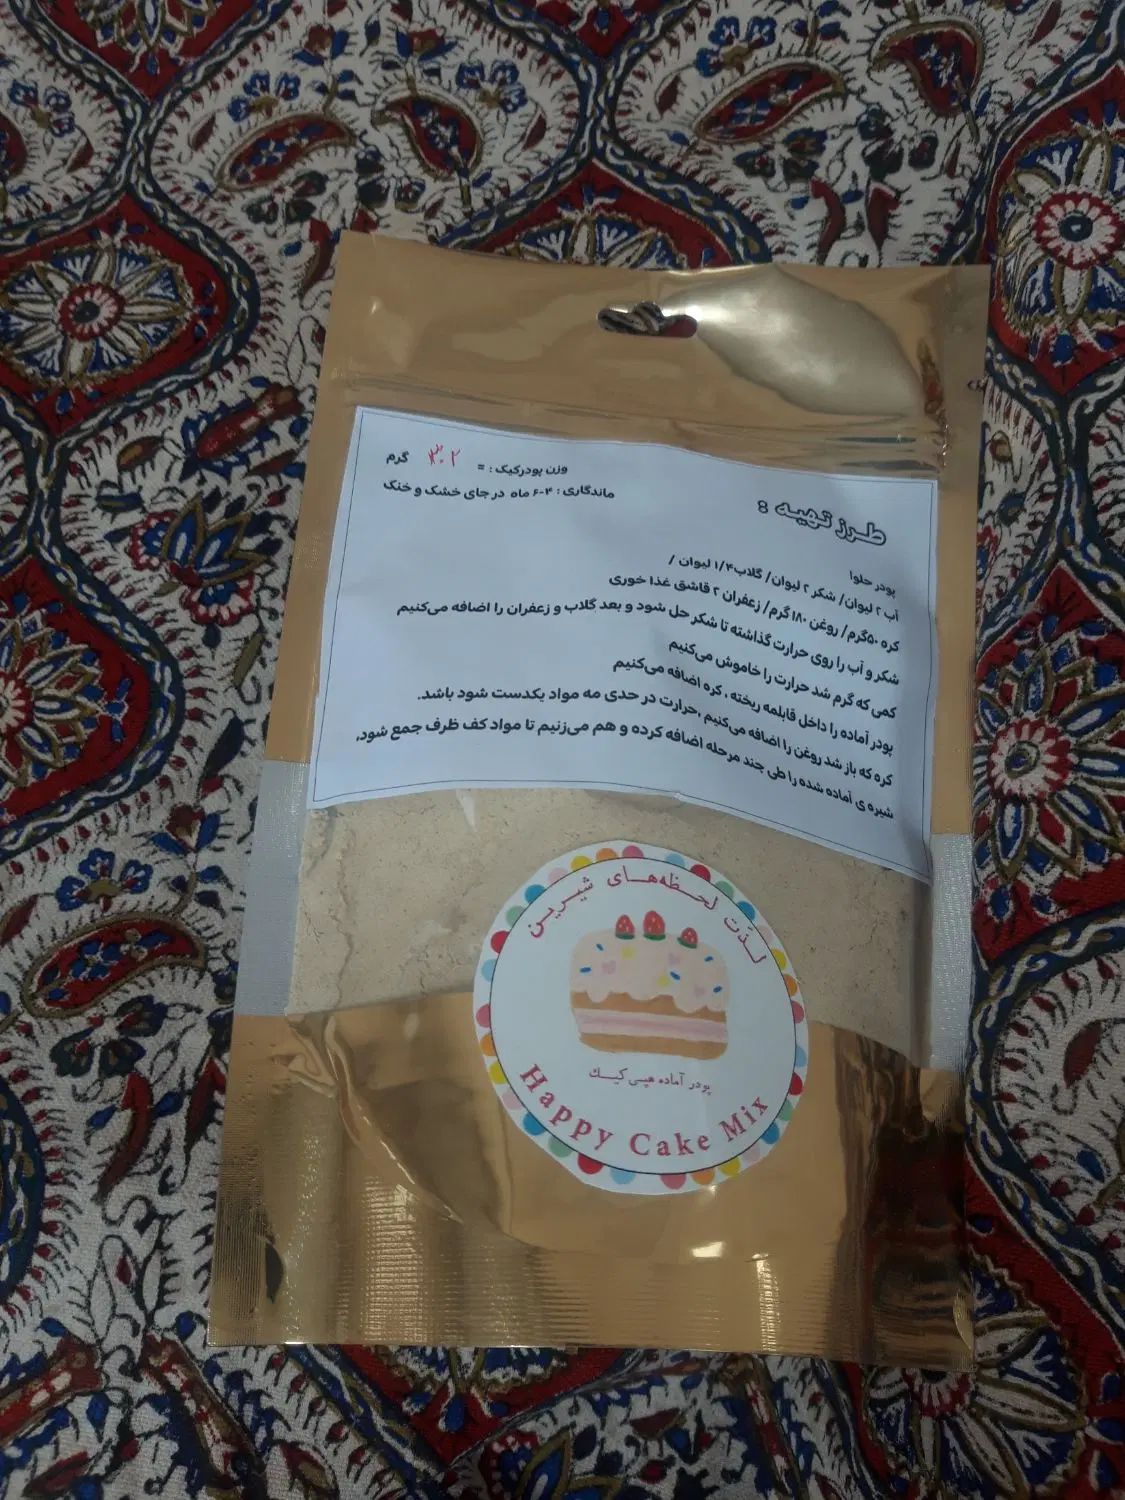 وزن پودرکیک : = ۳۰۲ گرم
ماندگاری : ۴-۶ ماه در جای خشک و خنک
طرز تهیه :
پودر حلوا
آب ۲ لیوان/ شکر ۲ لیوان/ گلاب۱/۴ لیوان /
کره ۵۰گرم/ روغن ۱۸۰ گرم/ زعفران ۲ قاشق غذا خوری
شکر و آب را روی حرارت گذاشته تا شکر حل شود و بعد گلاب و زعفران را اضافه می‌کنیم
کمی که گرم شد حرارت را خاموش می‌کنیم
پودر آماده را داخل قابلمه ریخته ، کره اضافه می‌کنیم
کره که باز شد روغن را اضافه می‌کنیم ,حرارت در حدی مه مواد یکدست شود باشد.
شیره ی آماده شده را طی چند مرحله اضافه کرده و هم می‌زنیم تا مواد کف ظرف جمع شود,
لذّت لحظه‌های شیرین
پودر آماده هپی کیک
Happy Cake Mix